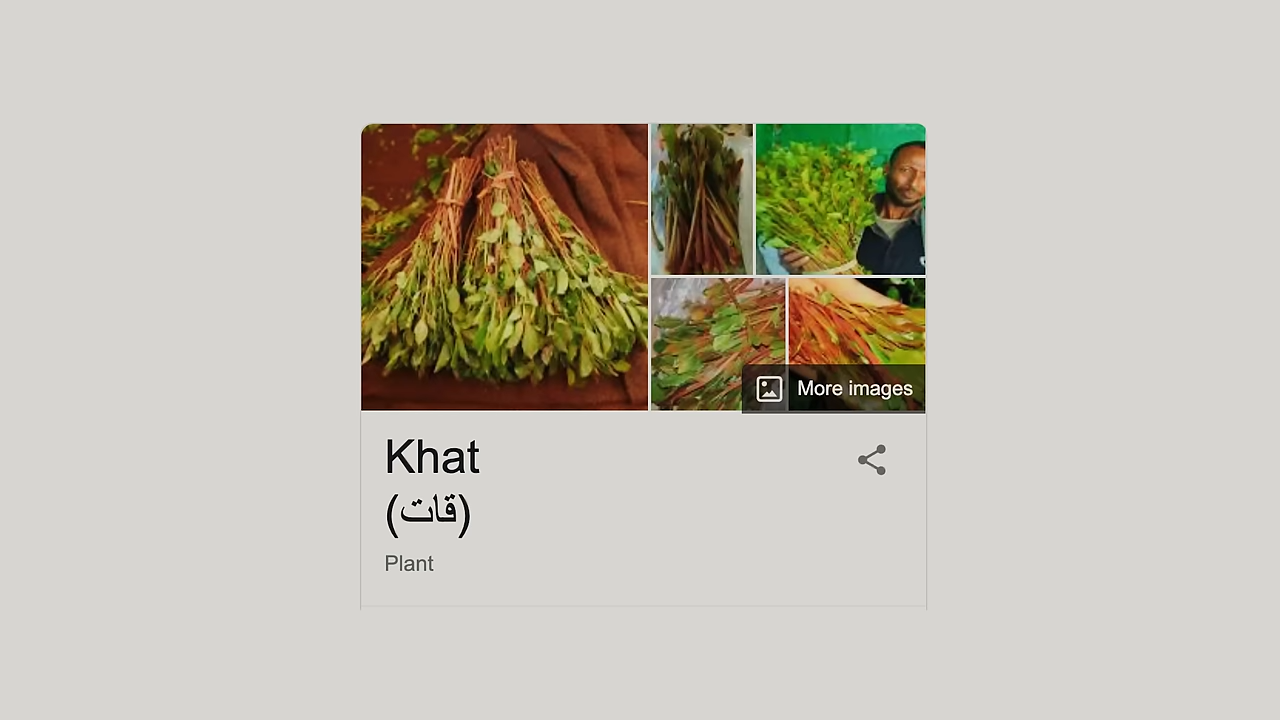 More images
Khat
(قات)
Plant